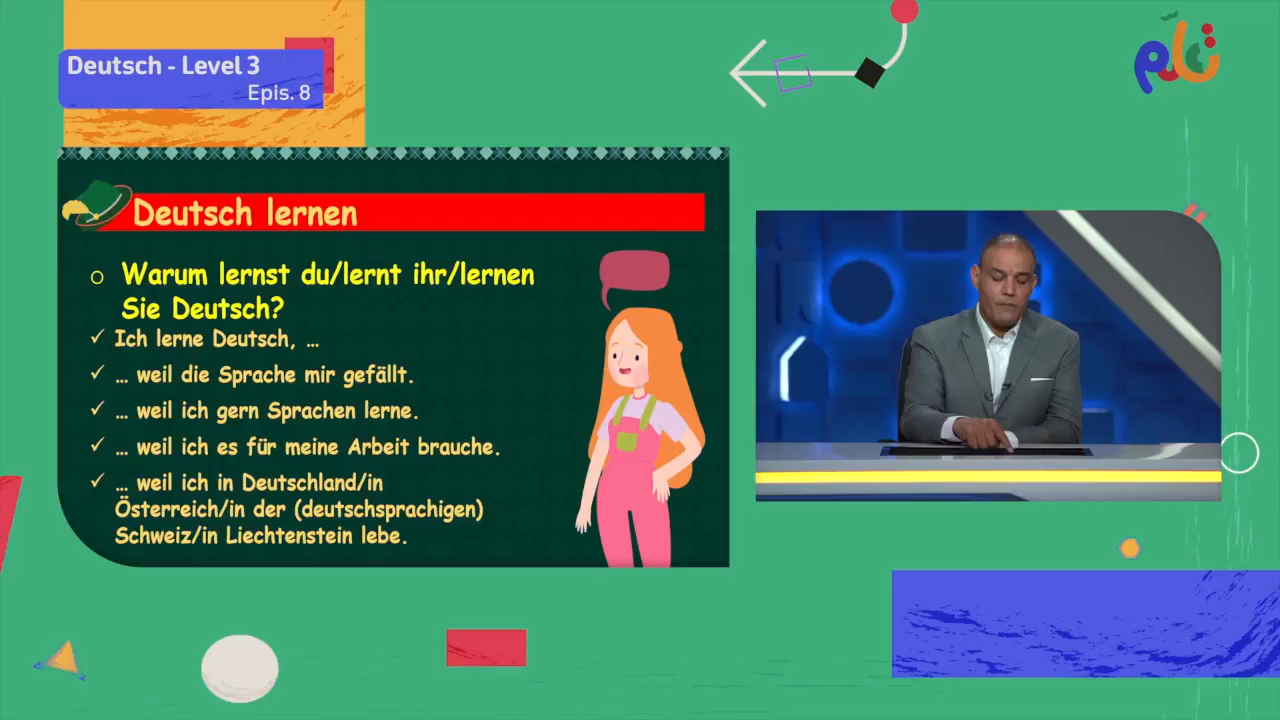 Deutsch - Level 3
Epis. 8
Deutsch lernen
o Warum lernst du/lernt ihr/lernen
Sie Deutsch?
✓ Ich lerne Deutsch, …
✓ … weil die Sprache mir gefällt.
✓ … weil ich gern Sprachen lerne.
✓ … weil ich es für meine Arbeit brauche.
✓ … weil ich in Deutschland/in
Österreich/in der (deutschsprachigen)
Schweiz/in Liechtenstein lebe.